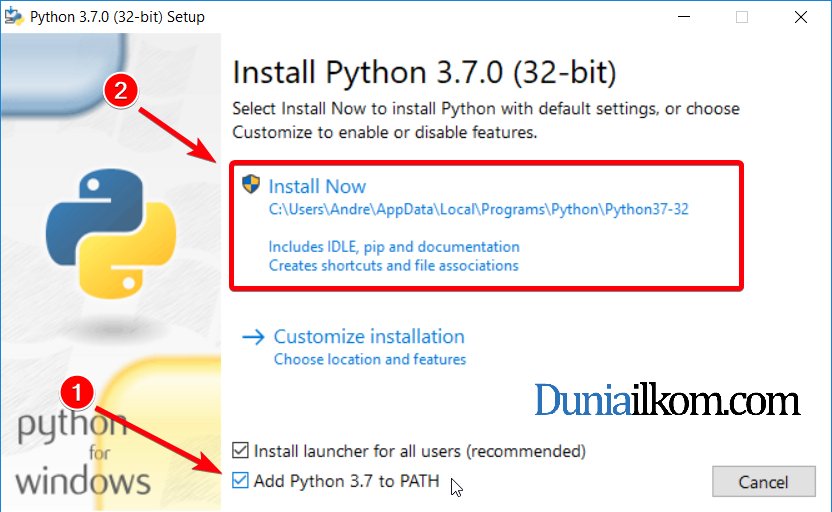 Python 3.7.0 (32-bit) Setup
Install Python 3.7.0 (32-bit)
Select Install Now to install Python with default settings, or choose
Customize to enable or disable features.
2
Install Now
C:\Users\Andre\AppData\Local\Programs\Python\Python37-32
Includes IDLE, pip and documentation
Creates shortcuts and file associations
Customize installation
Choose location and features
1
Duniailkom.com
python
for
windows
Install launcher for all users (recommended)
Add Python 3.7 to PATH
Cancel